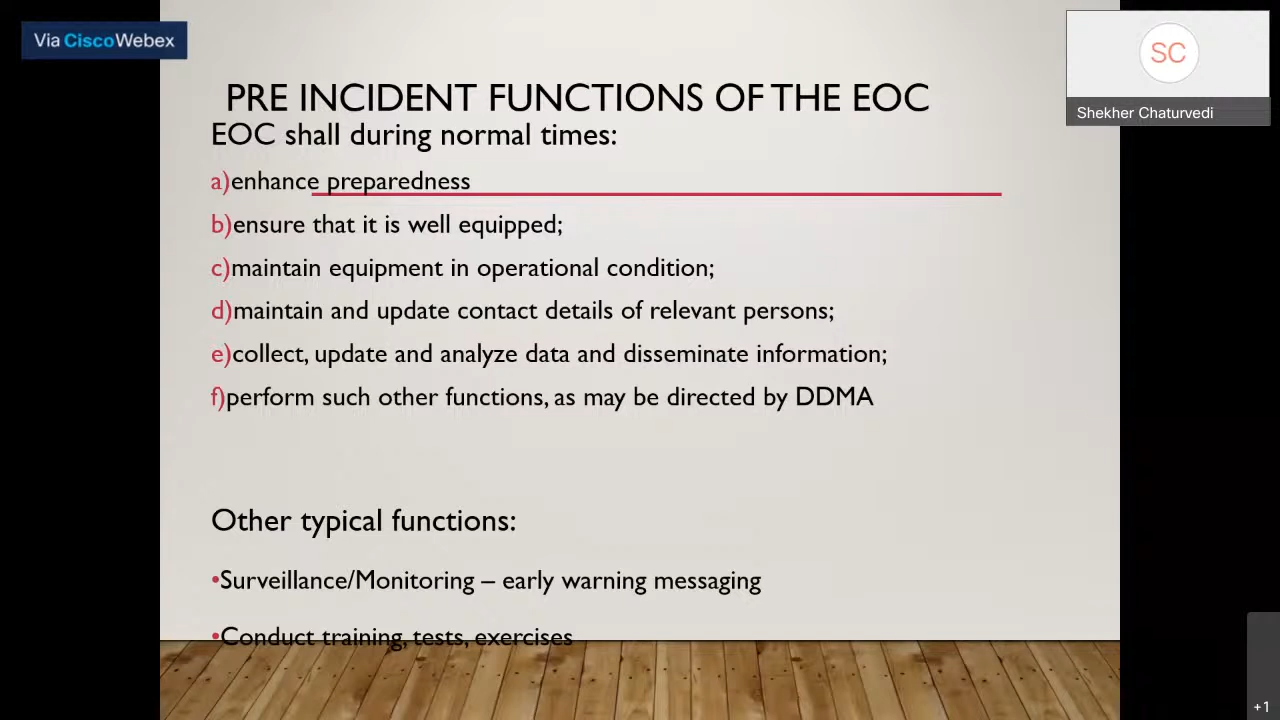 Via Cisco Webex
SC
Shekher Chaturvedi
PRE INCIDENT FUNCTIONS OF THE EOC
EOC shall during normal times:
a)enhance preparedness
b)ensure that it is well equipped;
c)maintain equipment in operational condition;
d)maintain and update contact details of relevant persons;
e)collect, update and analyze data and disseminate information;
f)perform such other functions, as may be directed by DDMA
Other typical functions:
•Surveillance/Monitoring – early warning messaging
•Conduct training, tests, exercises
+1